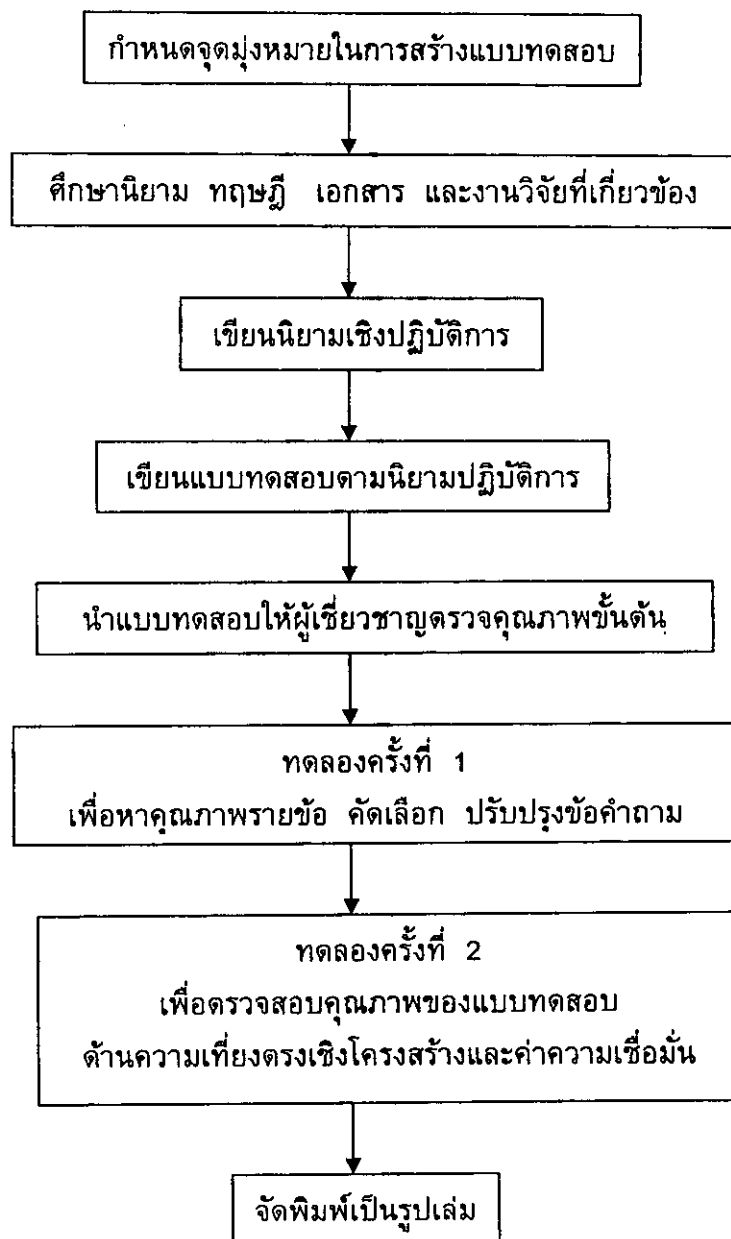 กำหนดจุดมุ่งหมายในการสร้างแบบทดสอบ
ศึกษานิยาม ทฤษฎี เอกสาร และงานวิจัยที่เกี่ยวข้อง
เขียนนิยามเชิงปฏิบัติการ
เขียนแบบทดสอบตามนิยามปฏิบัติการ
นำแบบทดสอบให้ผู้เชี่ยวชาญตรวจคุณภาพขั้นต้น
ทดลองครั้งที่ 1
เพื่อหาคุณภาพรายข้อ คัดเลือก ปรับปรุงข้อคำถาม
ทดลองครั้งที่ 2
เพื่อตรวจสอบคุณภาพของแบบทดสอบ
ด้านความเที่ยงตรงเชิงโครงสร้างและค่าความเชื่อมั่น
จัดพิมพ์เป็นรูปเล่ม